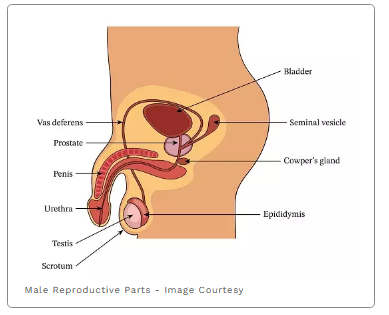 Bladder
Vas deferens
Seminal vesicle
Prostate
Cowper's gland
Penis
Urethra
Epididymis
Testis
Scrotum
Male Reproductive Parts - Image Courtesy